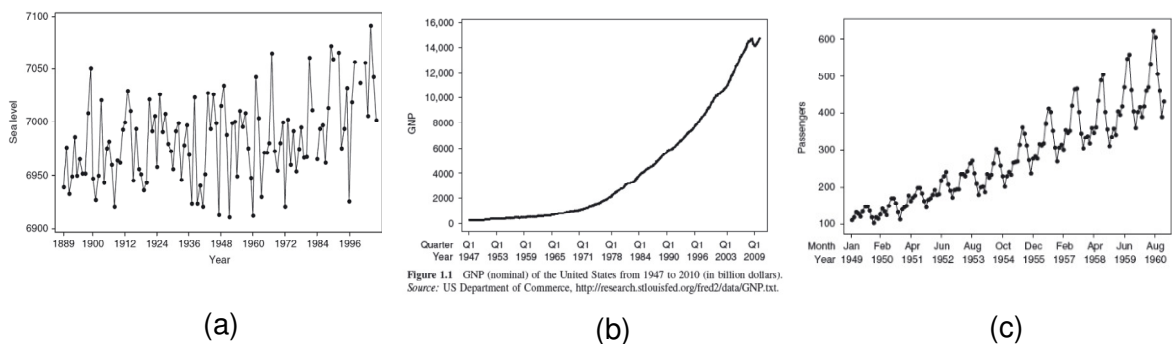 7100
7050
7000
6950
6900
Sea level
1889 1900 1912 1924 1936 1948 1960 1972 1984 1996
Year
(a)
16,000
14,000
12,000
10,000
8000
6000
4000
2000
0
GNP
Quarter Q1 Q1 Q1 Q1 Q1 Q1 Q1 Q1 Q1 Q1 Q1
Year 1947 1953 1959 1965 1971 1978 1984 1990 1996 2003 2009
Figure 1.1 GNP (nominal) of the United States from 1947 to 2010 (in billion dollars).
Source: US Department of Commerce, http://research.stlouisfed.org/fred2/data/GNP.txt.
(b)
600
500
400
300
200
100
Passengers
Month Jan Feb Apr Jun Aug Oct Dec Feb Apr Jun Aug
Year 1949 1950 1951 1952 1953 1954 1955 1957 1958 1959 1960
(c)